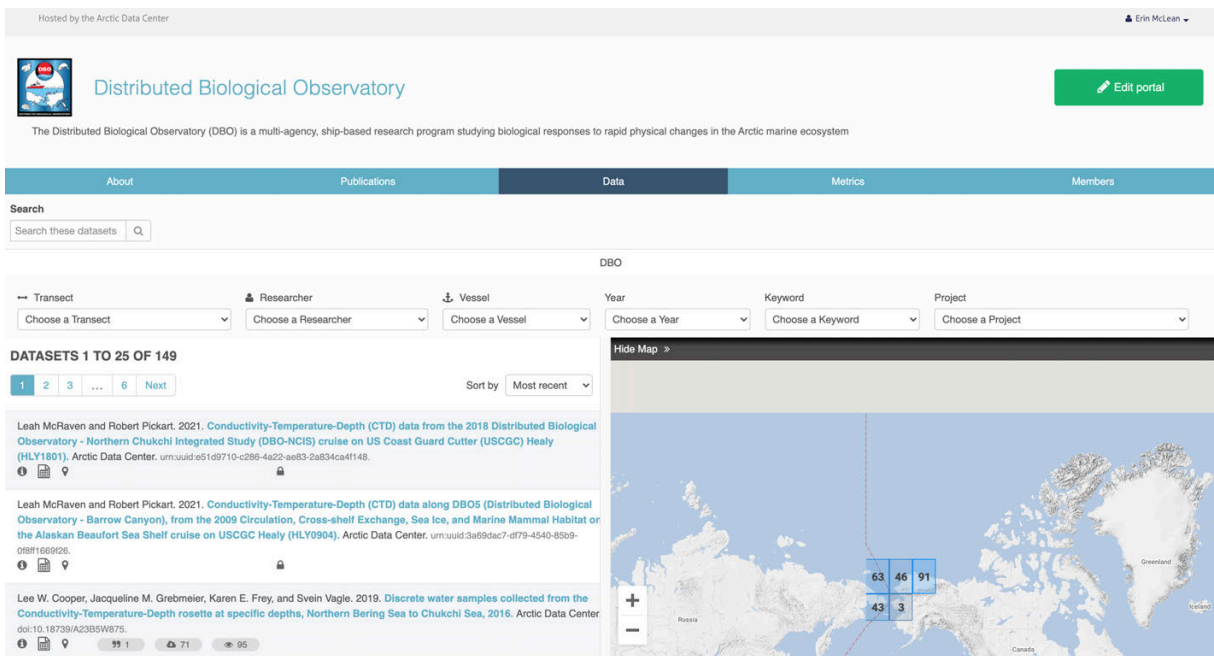 Hosted by the Arctic Data Center
Erin McLean
DBO
Distributed Biological Observatory
Edit portal
The Distributed Biological Observatory (DBO) is a multi-agency, ship-based research program studying biological responses to rapid physical changes in the Arctic marine ecosystem
About Publications Data Metrics Members
Search
Search these datasets
DBO
Transect Researcher Vessel Year Keyword Project
Choose a Transect Choose a Researcher Choose a Vessel Choose a Year Choose a Keyword Choose a Project
DATASETS 1 TO 25 OF 149
1 2 3 ... 6 Next
Sort by Most recent
Leah McRaven and Robert Pickart. 2021. Conductivity-Temperature-Depth (CTD) data from the 2018 Distributed Biological
Observatory - Northern Chukchi Integrated Study (DBO-NCIS) cruise on US Coast Guard Cutter (USCGC) Healy
(HLY1801). Arctic Data Center. urn:uuid:e51d9710-c286-4a22-ae83-2a834ca4f148.
Leah McRaven and Robert Pickart. 2021. Conductivity-Temperature-Depth (CTD) data along DBO5 (Distributed Biological
Observatory - Barrow Canyon), from the 2009 Circulation, Cross-shelf Exchange, Sea Ice, and Marine Mammal Habitat on
the Alaskan Beaufort Sea Shelf cruise on USCGC Healy (HLY0904). Arctic Data Center. urn:uuid:3a69dac7-df79-4540-85b9-
0f8ff1669f26.
Lee W. Cooper, Jacqueline M. Grebmeier, Karen E. Frey, and Svein Vagle. 2019. Discrete water samples collected from the
Conductivity-Temperature-Depth rosette at specific depths, Northern Bering Sea to Chukchi Sea, 2016. Arctic Data Center
doi:10.18739/A23B5W875.
1 71 95
Hide Map »
63 46 91
43 3
+
−
Russia
Greenland
Iceland
Canada